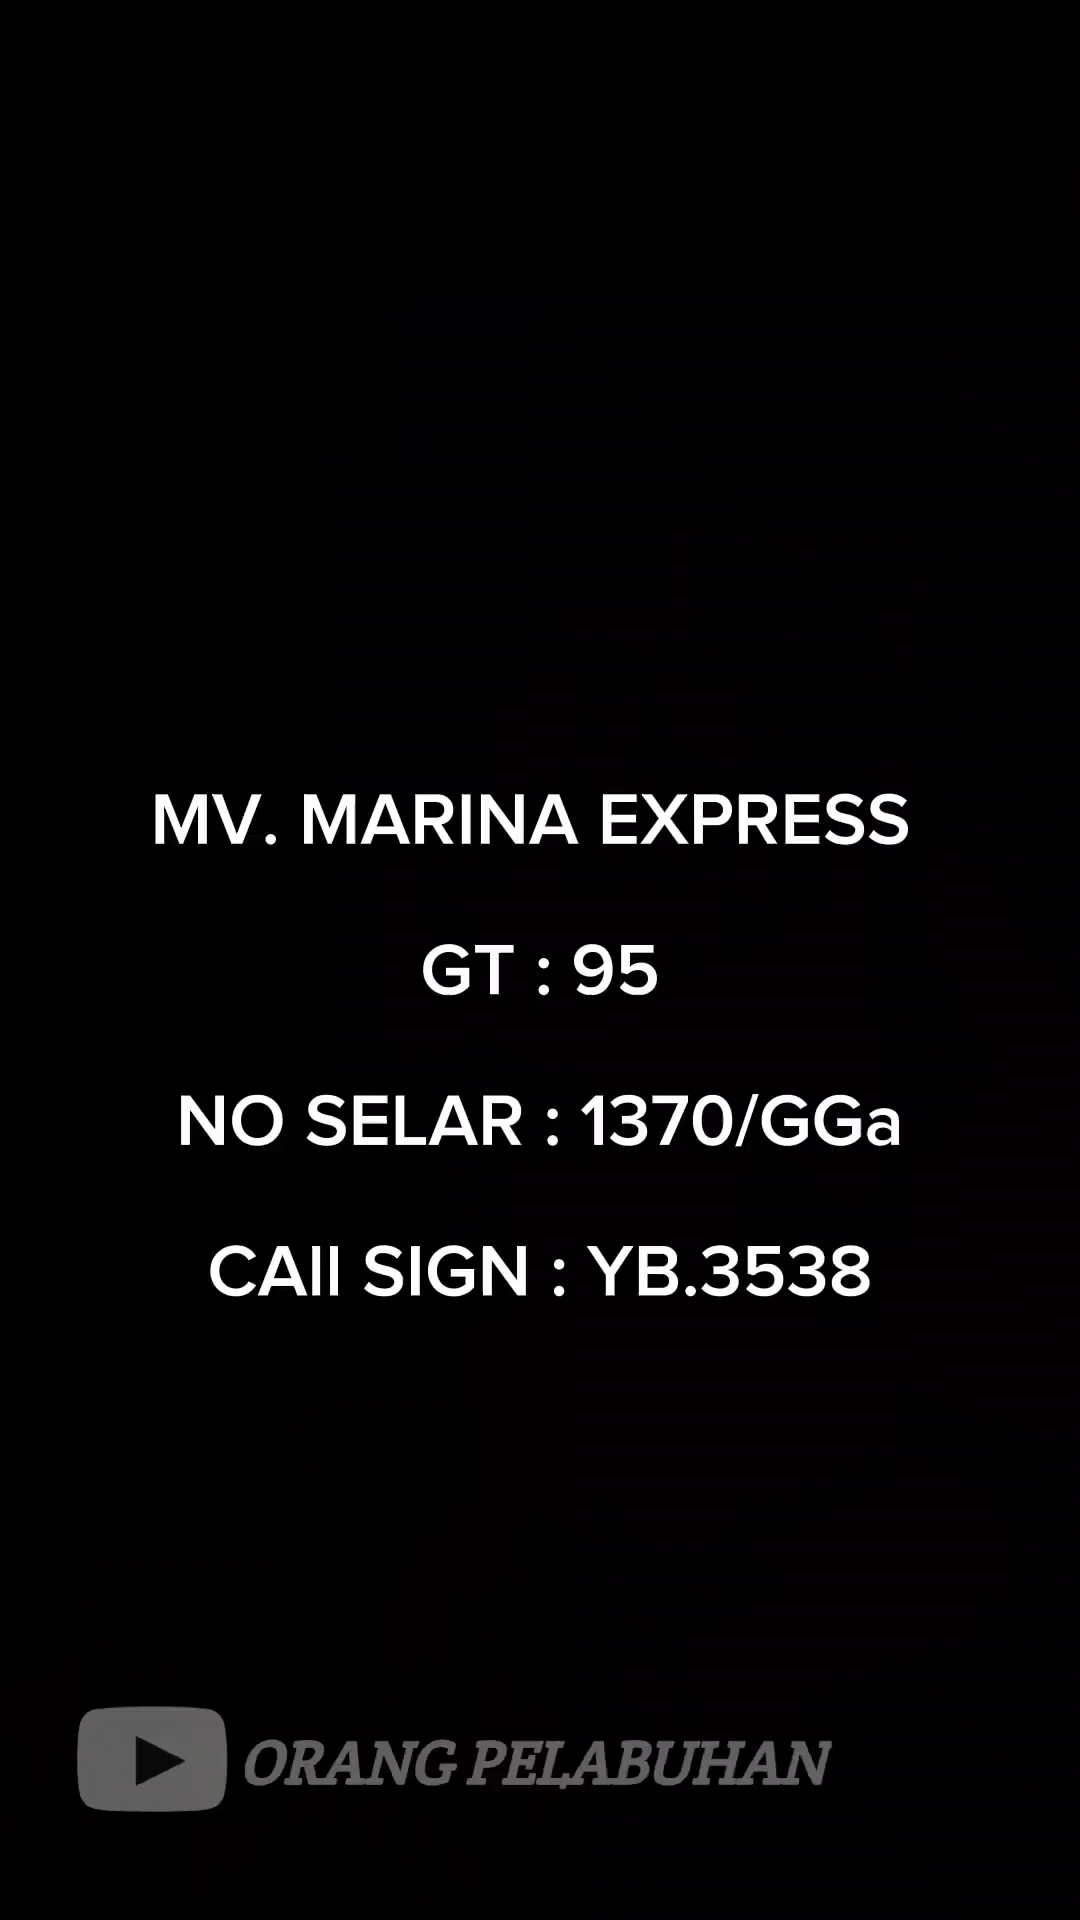 MV. MARINA EXPRESS
GT : 95
NO SELAR : 1370/GGa
CAll SIGN : YB.3538
ORANG PELABUHAN